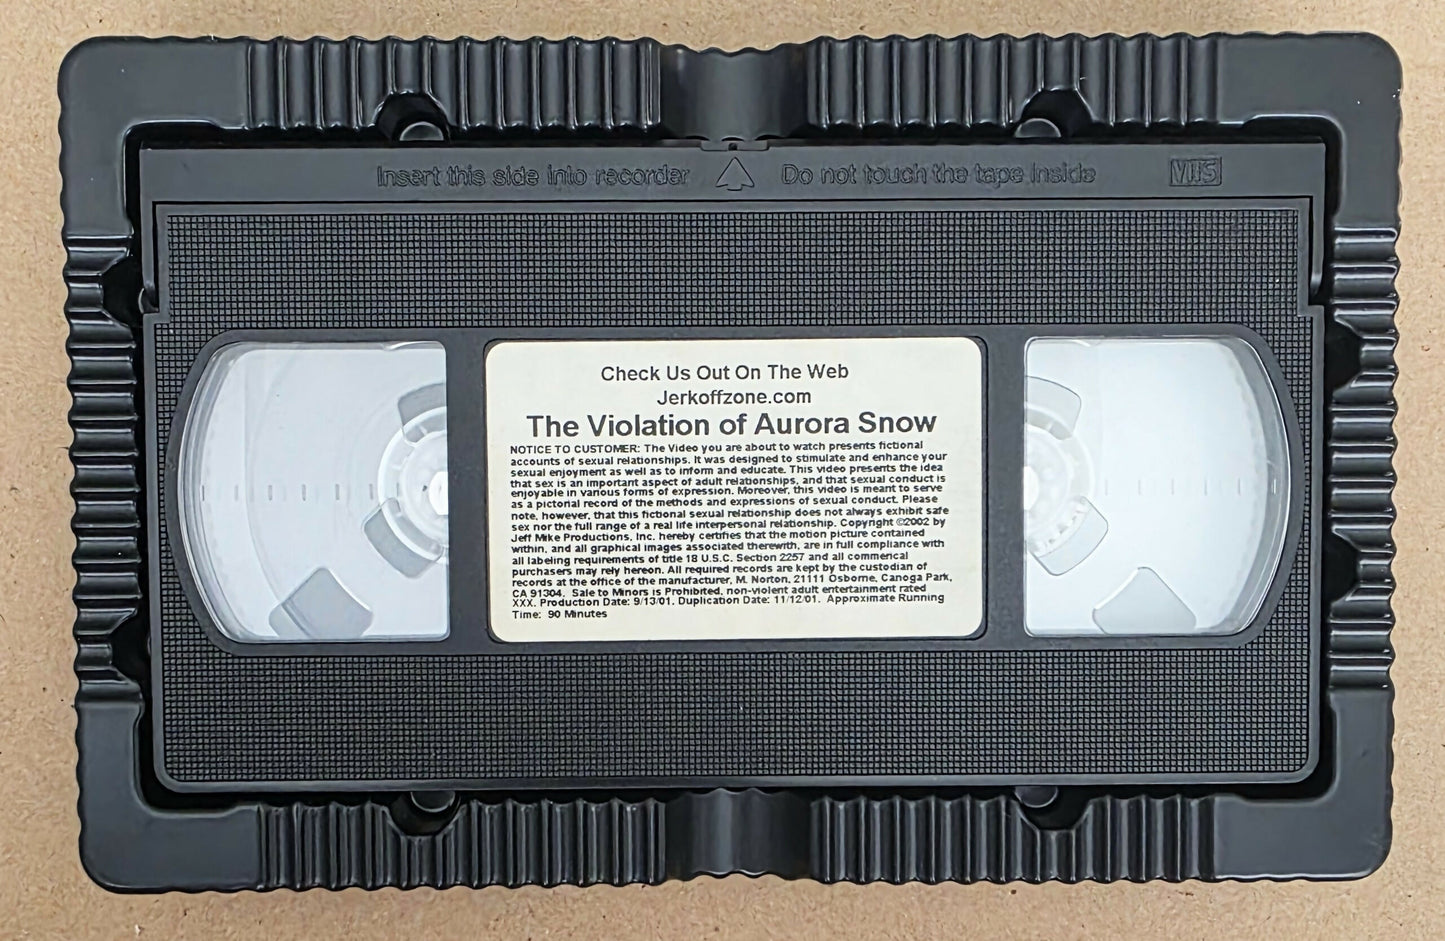 Insert this side into recorder Do not touch the tape inside VHS
Check Us Out On The Web
Jerkoffzone.com
The Violation of Aurora Snow
NOTICE TO CUSTOMER: The Video you are about to watch presents fictional
accounts of sexual relationships. It was designed to stimulate and enhance your
sexual enjoyment as well as to inform and educate. This video presents the idea
that sex is an important aspect of adult relationships, and that sexual conduct is
enjoyable in various forms of expression. Moreover, this video is meant to serve
as a pictorial record of the methods and expressions of sexual conduct. Please
note, however, that this fictional sexual relationship does not always exhibit safe
sex nor the full range of a real life interpersonal relationship. Copyright ©2002 by
Jeff Mike Productions, Inc. hereby certifies that the motion picture contained
within, and all graphical images associated therewith, are in full compliance with
all labeling requirements of title 18 U.S.C. Section 2257 and all commerical
purchasers may rely hereon. All required records are kept by the custodian of
records at the office of the manufacturer, M. Norton, 21111 Osborne, Canoga Park,
CA 91304. Sale to Minors is Prohibited. non-violent adult entertainment rated
XXX. Production Date: 9/13/01. Duplication Date: 11/12/01. Approximate Running
Time: 90 Minutes